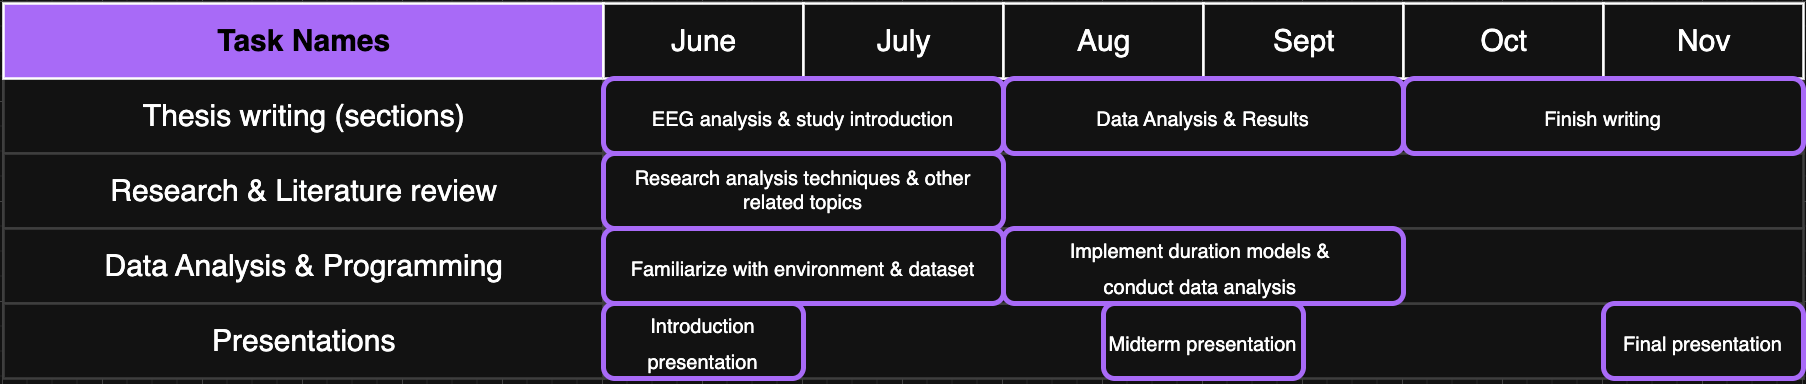 Task Names
June
July
Aug
Sept
Oct
Nov
Thesis writing (sections)
EEG analysis & study introduction
Data Analysis & Results
Finish writing
Research & Literature review
Research analysis techniques & other
related topics
Data Analysis & Programming
Familiarize with environment & dataset
Implement duration models &
conduct data analysis
Presentations
Introduction
presentation
Midterm presentation
Final presentation